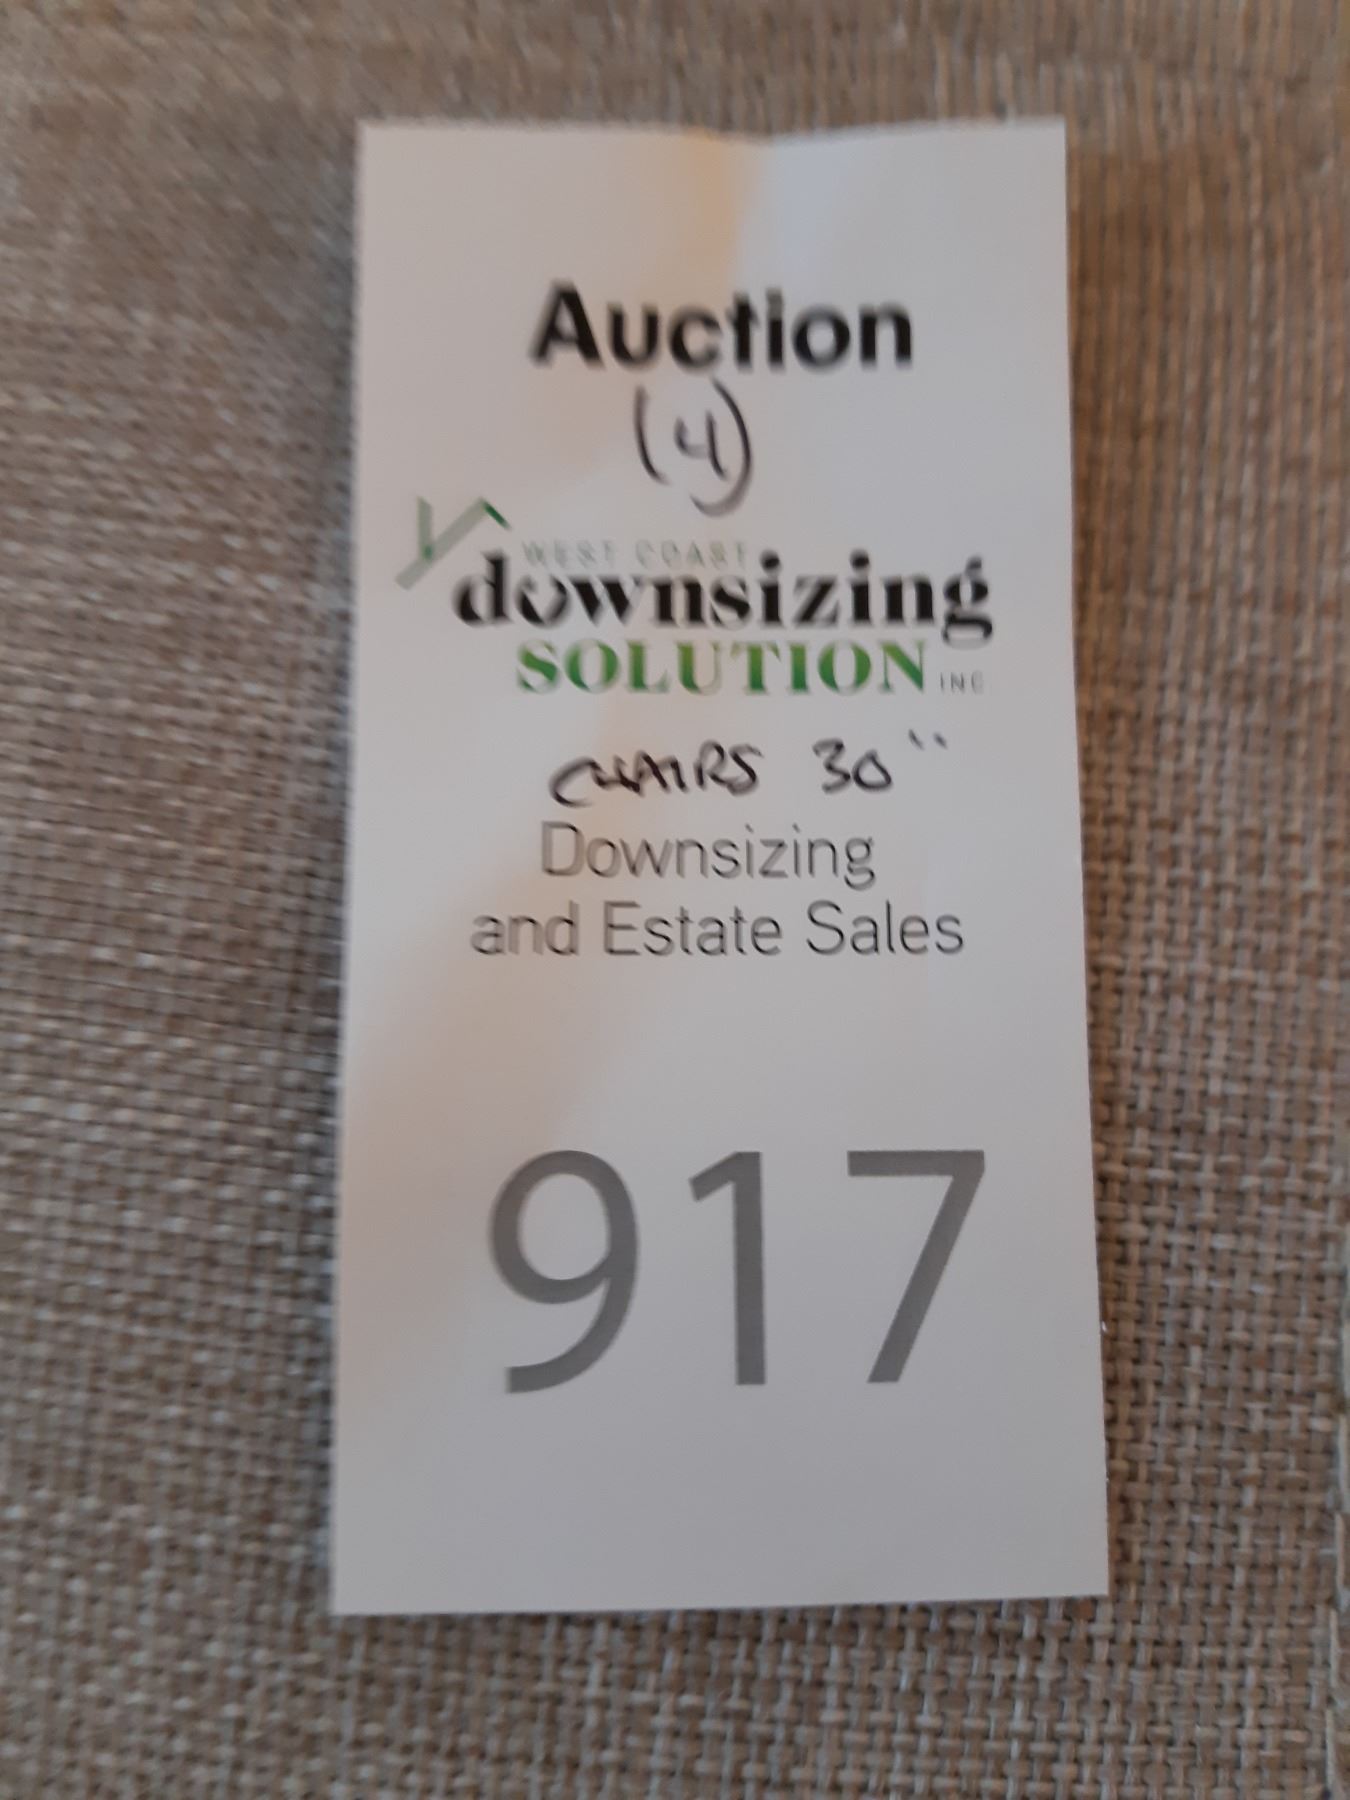 Auction
(4)
WEST COAST
downsizing
SOLUTION INC
CHAIRS 30"
Downsizing
and Estate Sales
917